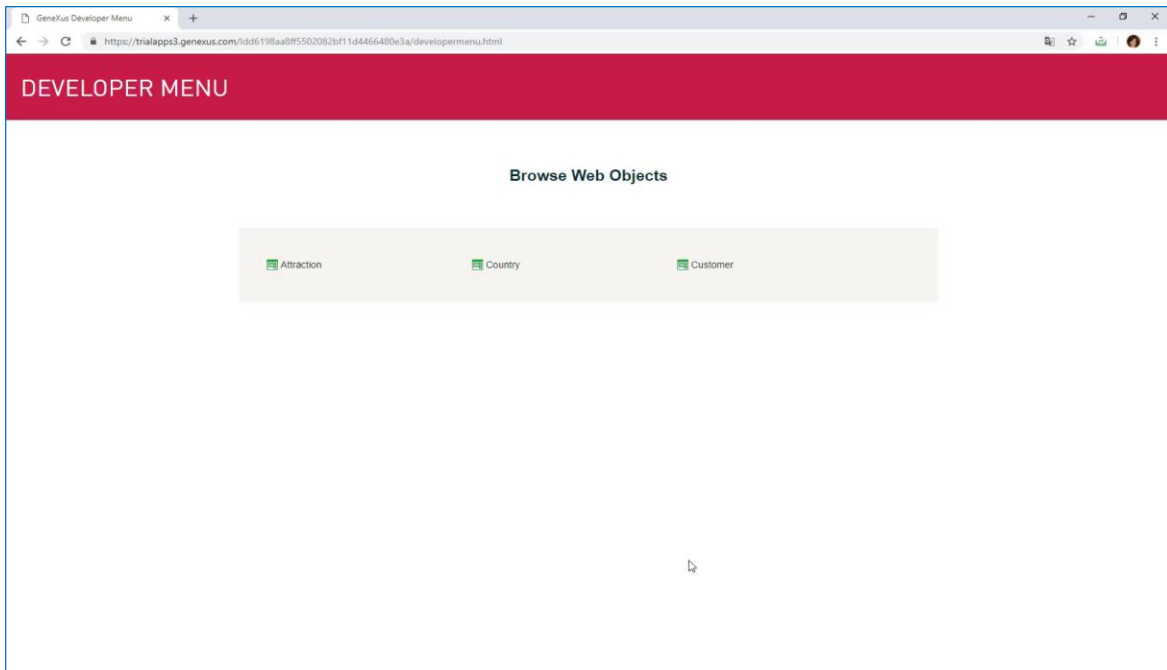 GeneXus Developer Menu
https://trialapps3.genexus.com/Idd6198aa8ff5502082bf11d4466480e3a/developermenu.html
DEVELOPER MENU
Browse Web Objects
Attraction Country Customer